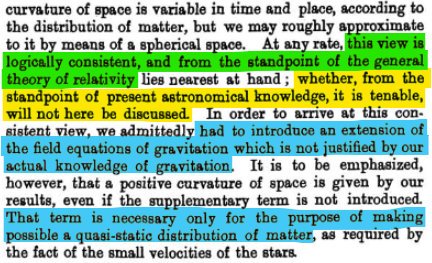 curvature of space is variable in time and place, according to
the distribution of matter, but we may roughly approximate
to it by means of a spherical space. At any rate, this view is
logically consistent, and from the standpoint of the general
theory of relativity lies nearest at hand; whether, from the
standpoint of present astronomical knowledge, it is tenable,
will not here be discussed. In order to arrive at this con-
sistent view, we admittedly had to introduce an extension of
the field equations of gravitation which is not justified by our
actual knowledge of gravitation. It is to be emphasized,
however, that a positive curvature of space is given by our
results, even if the supplementary term is not introduced.
That term is necessary only for the purpose of making
possible a quasi-static distribution of matter, as required by
the fact of the small velocities of the stars.